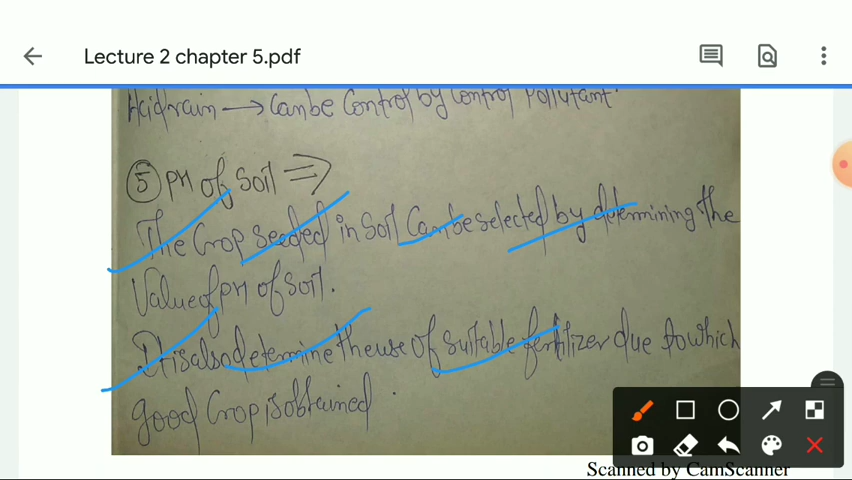 Lecture 2 chapter 5.pdf
Acid rain → Can be Control by Control Pollutant.
⑤ PH of Soil ⇒
The Crop seeded in Soil Can be selected by determining the
Value of PH of Soil.
It is also determine the use of suitable fertilizer due to which
good Crop is obtained
Scanned by CamScanner